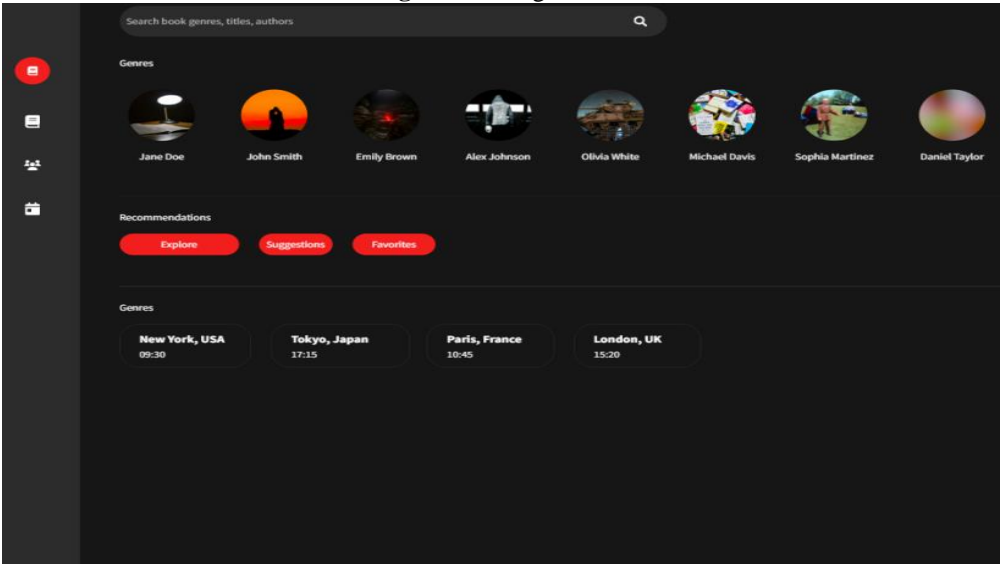 Search book genres, titles, authors
Genres
Jane Doe John Smith Emily Brown Alex Johnson Olivia White Michael Davis Sophia Martinez Daniel Taylor
Recommendations
Explore Suggestions Favorites
Genres
New York, USA Tokyo, Japan Paris, France London, UK
09:30 17:15 10:45 15:20